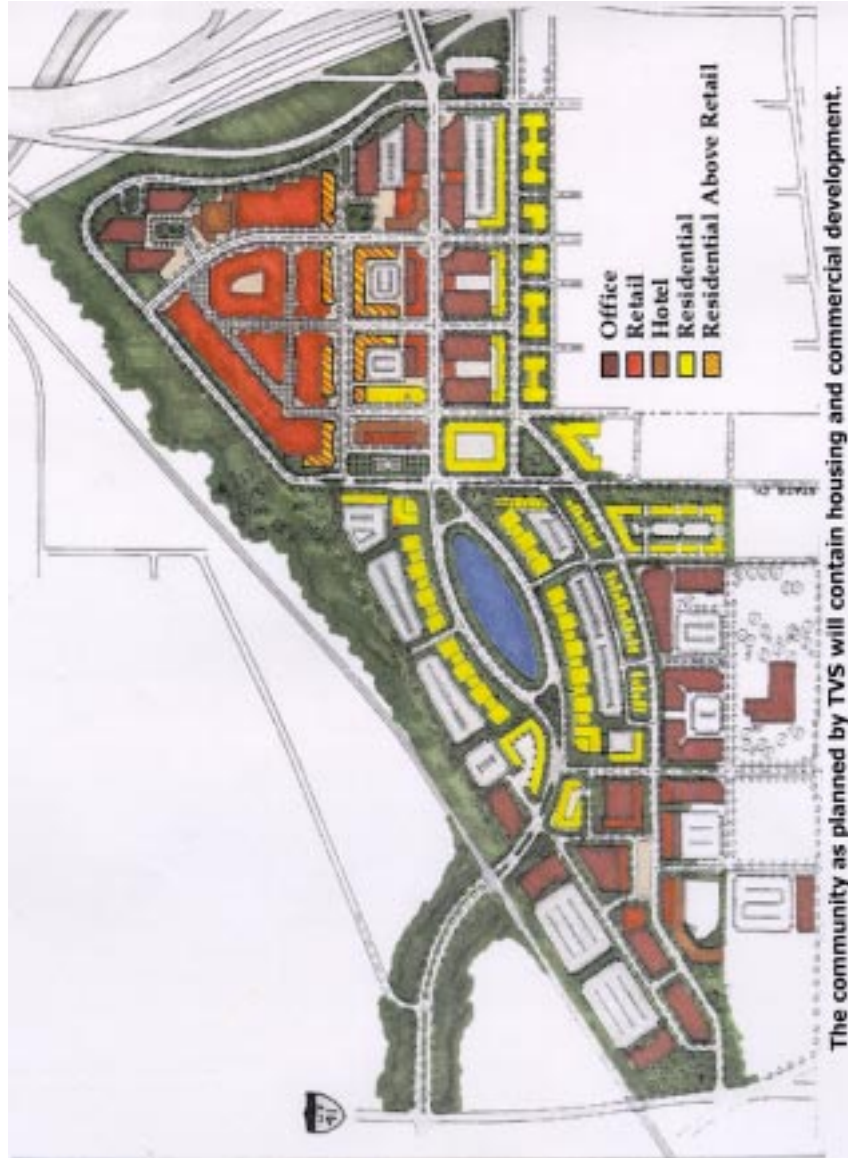 Office
Retail
Hotel
Residential
Residential Above Retail
STATE
The community as planned by TVS will contain housing and commercial development.